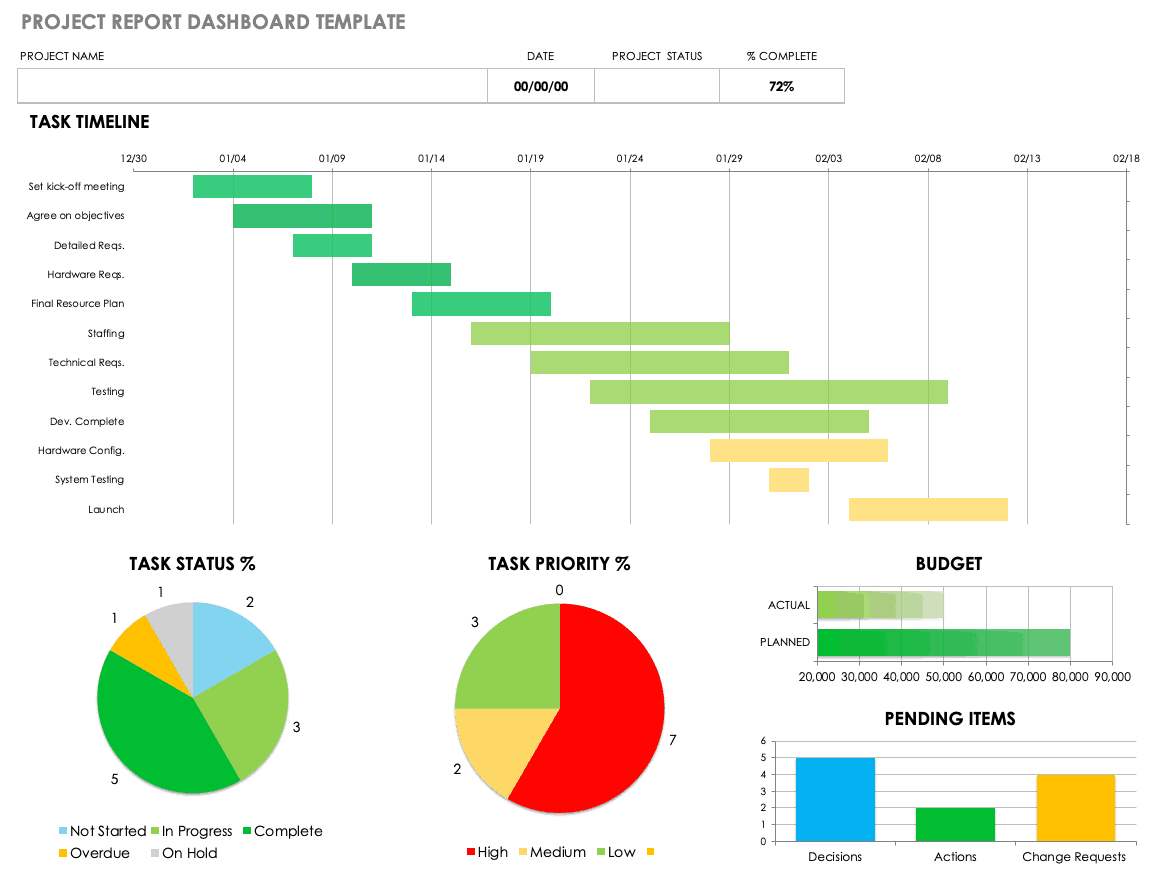 PROJECT REPORT DASHBOARD TEMPLATE
PROJECT NAME DATE PROJECT STATUS % COMPLETE
00/00/00 72%
TASK TIMELINE
12/30 01/04 01/09 01/14 01/19 01/24 01/29 02/03 02/08 02/13 02/18
Set kick-off meeting
Agree on objectives
Detailed Reqs.
Hardware Reqs.
Final Resource Plan
Staffing
Technical Reqs.
Testing
Dev. Complete
Hardware Config.
System Testing
Launch
TASK STATUS %
1 2
1
3
5
Not Started In Progress Complete
Overdue On Hold
TASK PRIORITY %
0
3
7
2
High Medium Low
BUDGET
ACTUAL
PLANNED
20,000 30,000 40,000 50,000 60,000 70,000 80,000 90,000
PENDING ITEMS
6
5
4
3
2
1
0
Decisions Actions Change Requests